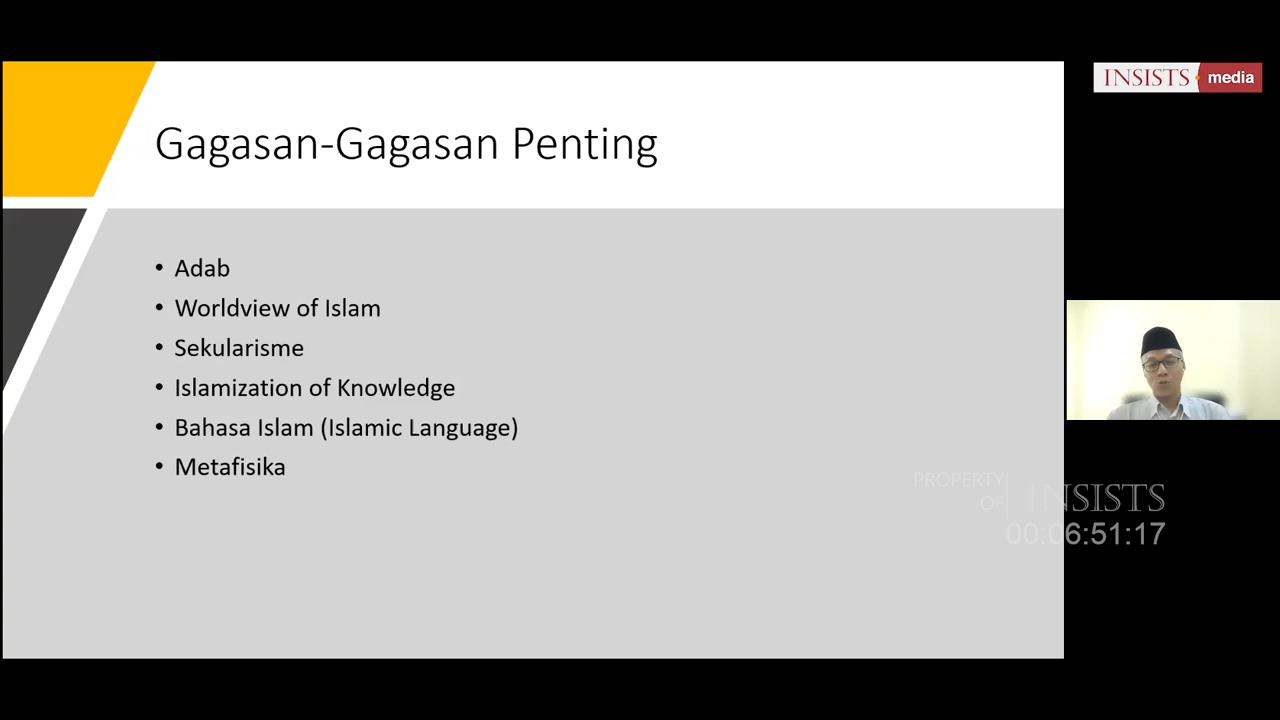 INSISTS media
Gagasan-Gagasan Penting
• Adab
• Worldview of Islam
• Sekularisme
• Islamization of Knowledge
• Bahasa Islam (Islamic Language)
• Metafisika
PROPERTY
OF
INSISTS
00:06:51:17